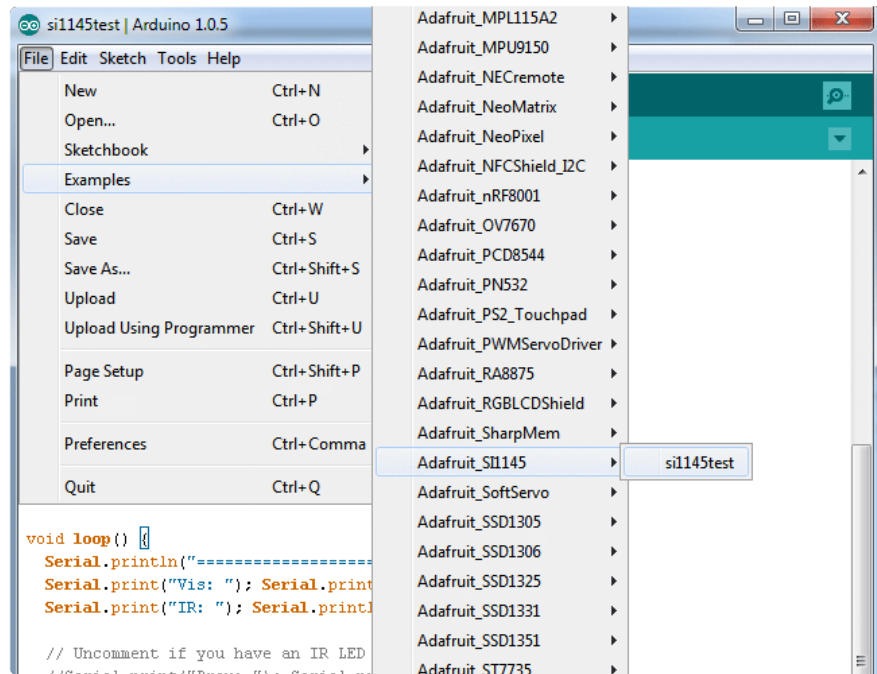 si1145test | Arduino 1.0.5
File Edit Sketch Tools Help
New Ctrl+N
Open... Ctrl+O
Sketchbook
Examples
Close Ctrl+W
Save Ctrl+S
Save As... Ctrl+Shift+S
Upload Ctrl+U
Upload Using Programmer Ctrl+Shift+U
Page Setup Ctrl+Shift+P
Print Ctrl+P
Preferences Ctrl+Comma
Quit Ctrl+Q
Adafruit_MPL115A2
Adafruit_MPU9150
Adafruit_NECremote
Adafruit_NeoMatrix
Adafruit_NeoPixel
Adafruit_NFCShield_I2C
Adafruit_nRF8001
Adafruit_OV7670
Adafruit_PCD8544
Adafruit_PN532
Adafruit_PS2_Touchpad
Adafruit_PWMServoDriver
Adafruit_RA8875
Adafruit_RGBLCDShield
Adafruit_SharpMem
Adafruit_SI1145
si1145test
Adafruit_SoftServo
Adafruit_SSD1305
Adafruit_SSD1306
Adafruit_SSD1325
Adafruit_SSD1331
Adafruit_SSD1351
Adafruit_ST7735
void loop() {
Serial.println("===================
Serial.print("Vis: "); Serial.print
Serial.print("IR: "); Serial.printl
// Uncomment if you have an IR LED